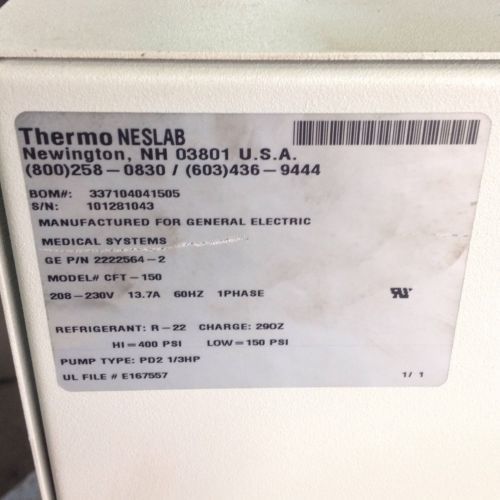 Thermo NESLAB
Newington, NH 03801 U.S.A.
(800)258-0830 / (603)436-9444
BOM#: 337104041505
S/N: 101281043
MANUFACTURED FOR GENERAL ELECTRIC
MEDICAL SYSTEMS
GE P/N 2222564-2
MODEL# CFT-150
208-230V 13.7A 60HZ 1PHASE
REFRIGERANT: R-22 CHARGE: 29OZ
HI=400 PSI LOW=150 PSI
PUMP TYPE: PD2 1/3HP
UL FILE # E167557 1/ 1